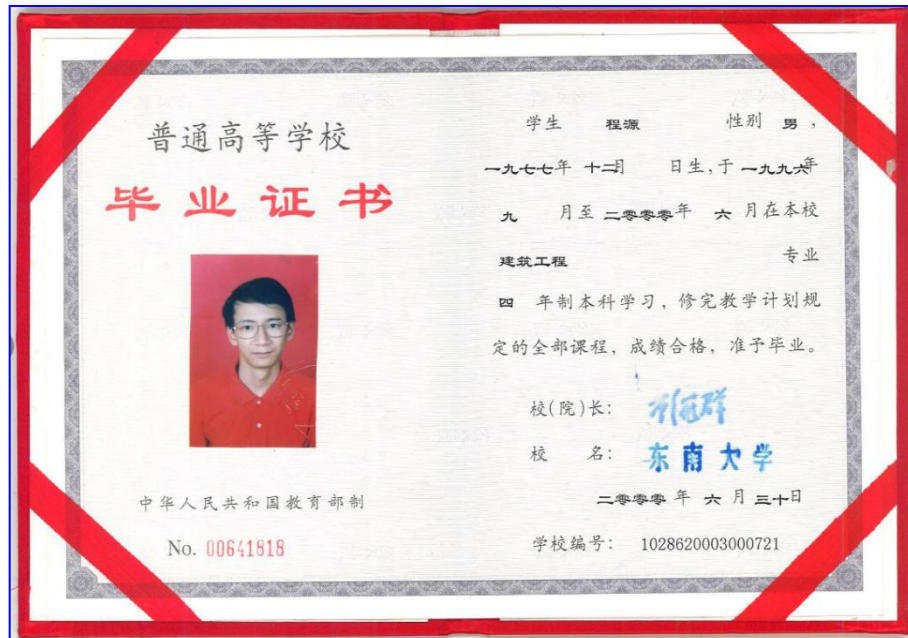 普通高等学校
毕业证书
中华人民共和国教育部制
No. 00641818
学生 程源 性别 男,
一九七七年 十二月 日生,于 一九九六年
九 月至 二零零零年 六 月在本校
建筑工程 专业
四 年制本科学习,修完教学计划规
定的全部课程,成绩合格,准予毕业。
校(院)长:
校 名: 东南大学
二零零零年 六 月 三十日
学校编号: 1028620003000721